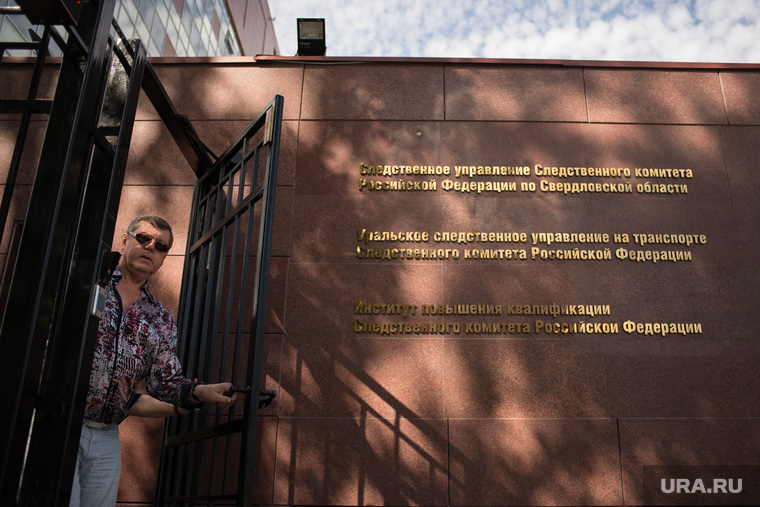 Следственное управление Следственного комитета
Российской Федерации по Свердловской области
Уральское следственное управление на транспорте
Следственного комитета Российской Федерации
Институт повышения квалификации
Следственного комитета Российской Федерации
URA.RU